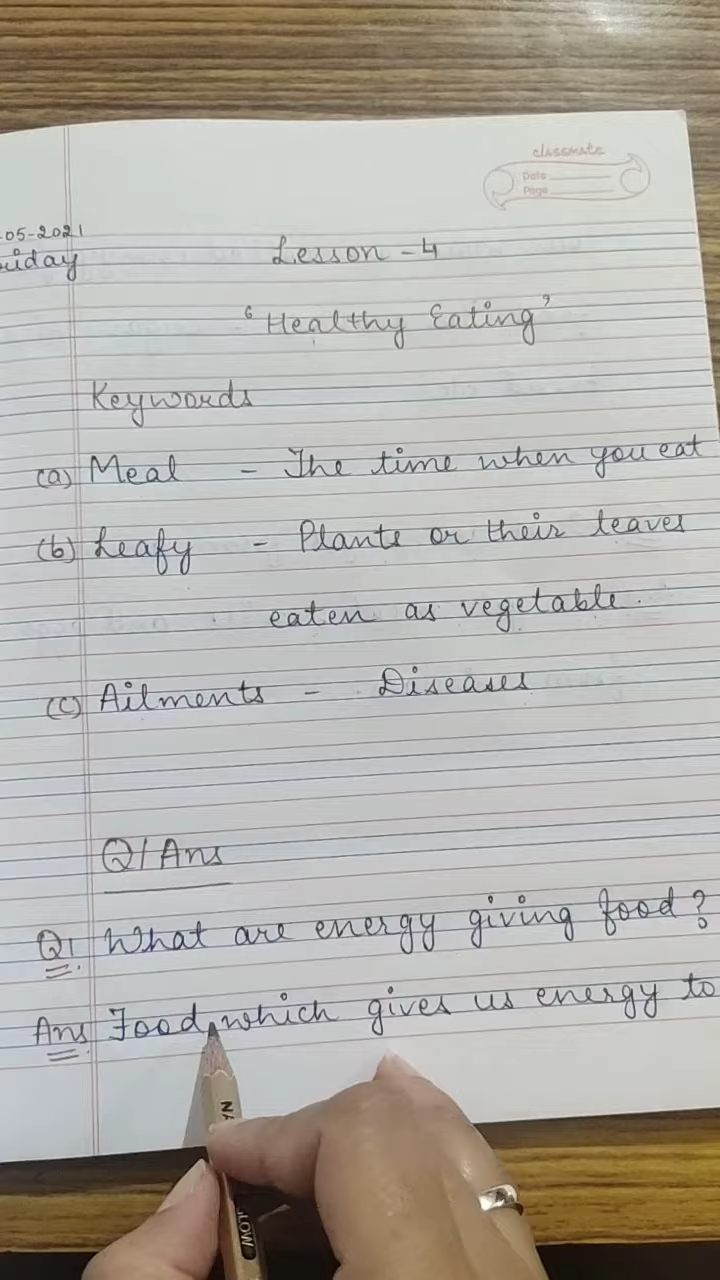 classmate
Date
Page
05-2021
Lesson - 4
'Healthy Eating'
Keywords
(a) Meal - The time when you eat
(b) Leafy - Plants or their leaves
eaten as vegetable.
(c) Ailments - Diseases
Q/Ans
Q1. What are energy giving food?
Ans. Food which gives us energy to